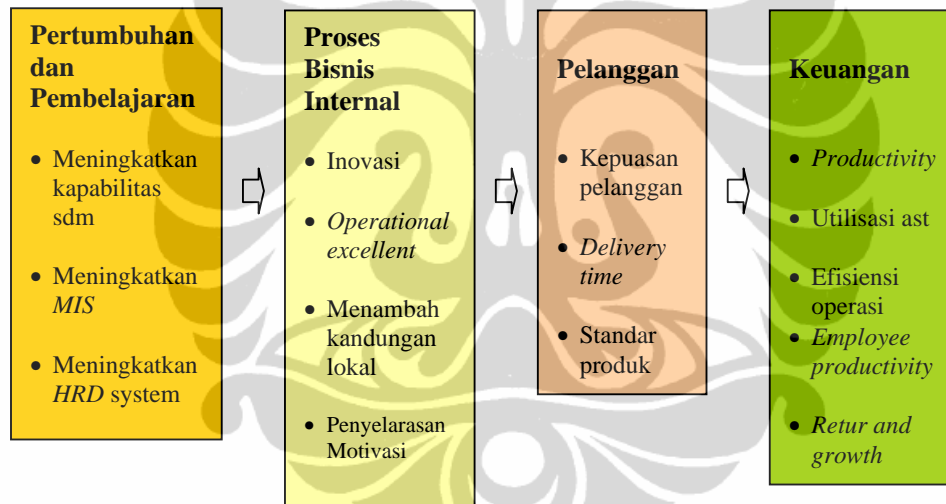 Pertumbuhan
dan
Pembelajaran
• Meningkatkan
kapabilitas
sdm
• Meningkatkan
MIS
• Meningkatkan
HRD system
Proses
Bisnis
Internal
• Inovasi
• Operational
excellent
• Menambah
kandungan
lokal
• Penyelarasan
Motivasi
Pelanggan
• Kepuasan
pelanggan
• Delivery
time
• Standar
produk
Keuangan
• Productivity
• Utilisasi ast
• Efisiensi
operasi
• Employee
productivity
• Retur and
growth